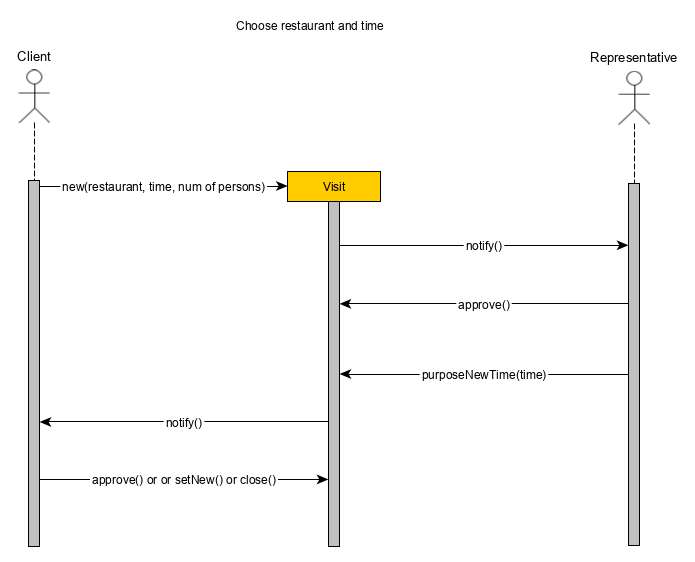 Choose restaurant and time
Client
Representative
new(restaurant, time, num of persons)
Visit
notify()
approve()
purposeNewTime(time)
notify()
approve() or or setNew() or close()